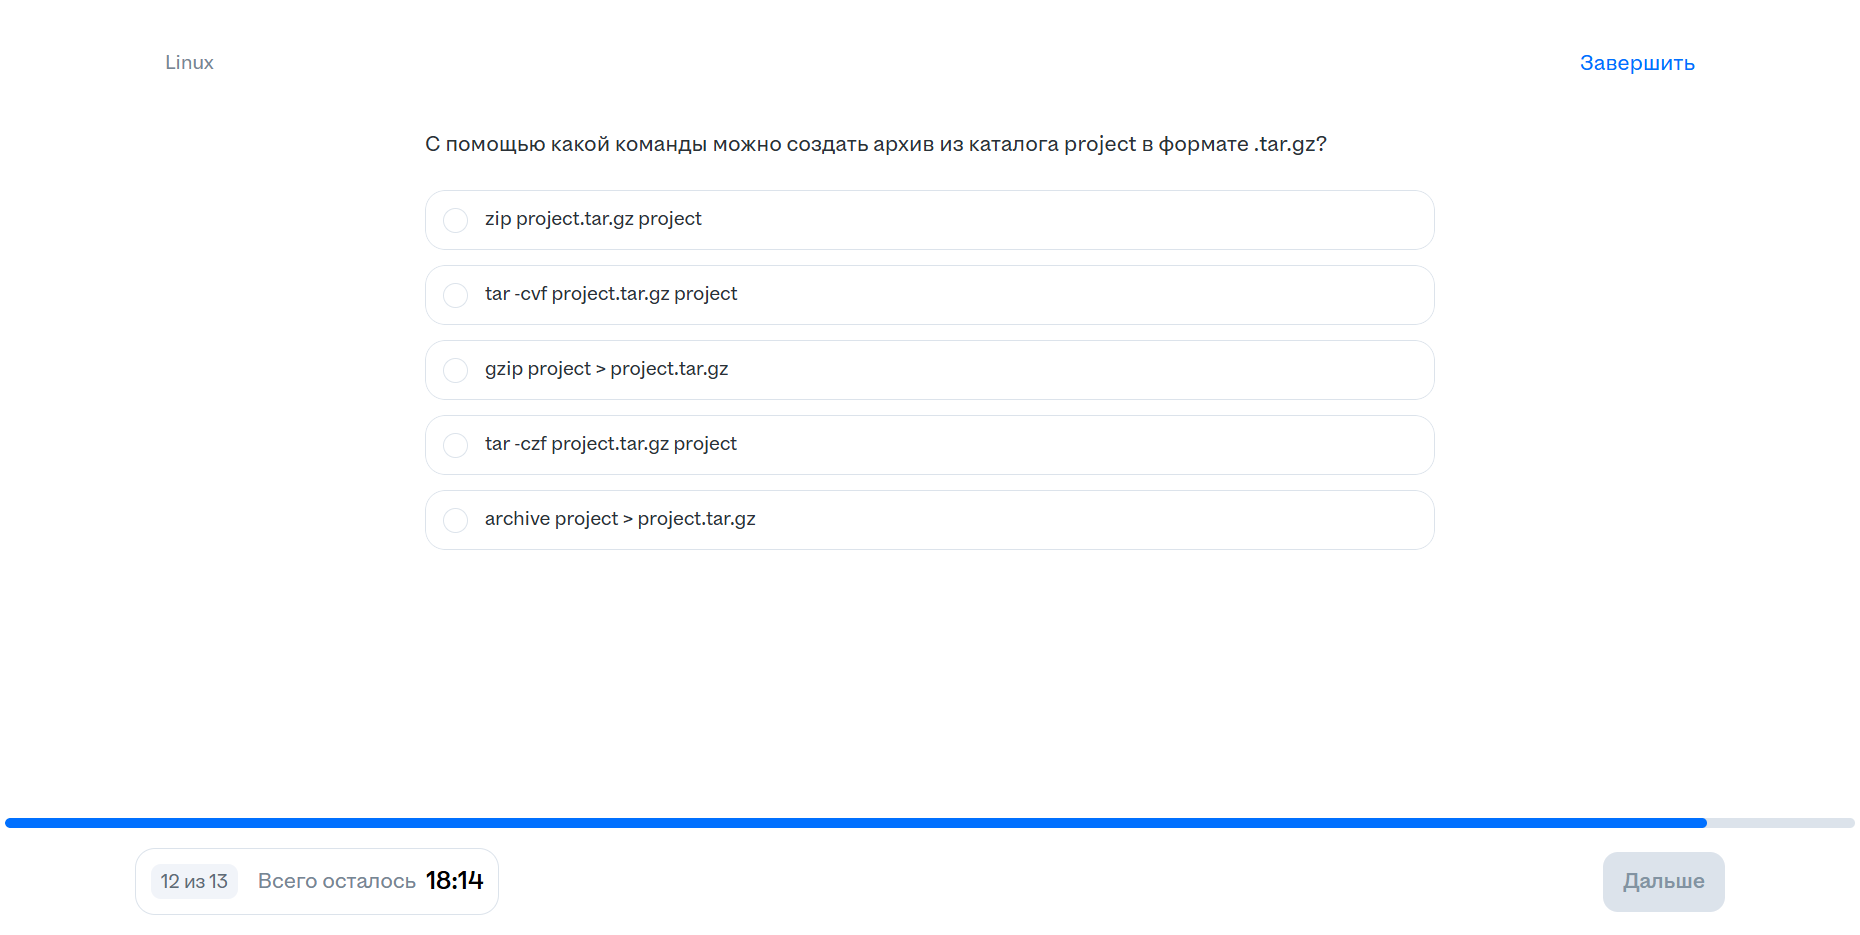 Linux
Завершить
С помощью какой команды можно создать архив из каталога project в формате .tar.gz?
zip project.tar.gz project
tar -cvf project.tar.gz project
gzip project > project.tar.gz
tar -czf project.tar.gz project
archive project > project.tar.gz
12 из 13
Всего осталось 18:14
Дальше